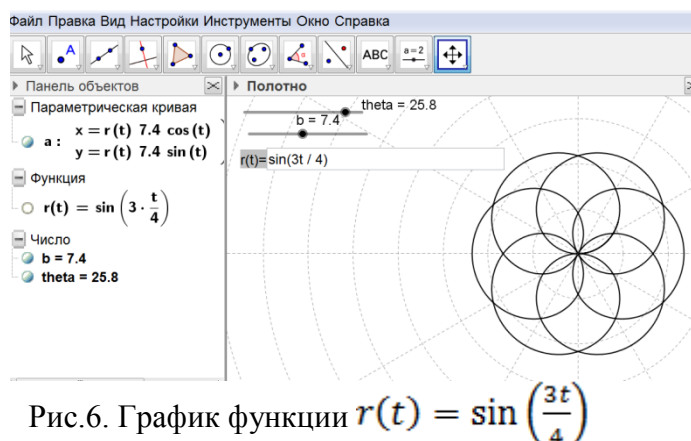 Файл Правка Вид Настройки Инструменты Окно Справка
A
ABC
a=2
Панель объектов
Параметрическая кривая
a : x = r(t) 7.4 cos(t)
y = r(t) 7.4 sin(t)
Функция
r(t) = sin (3 · t/4)
Число
b = 7.4
theta = 25.8
Полотно
theta = 25.8
b = 7.4
r(t)= sin(3t / 4)
Рис.6. График функции r(t) = sin (3t/4)